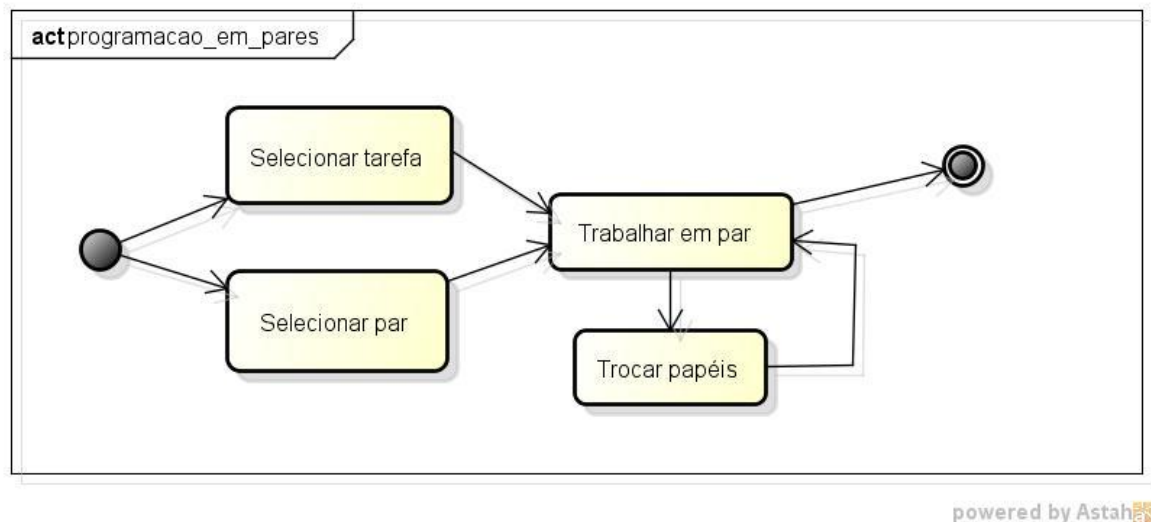 act programacao_em_pares
Selecionar tarefa
Selecionar par
Trabalhar em par
Trocar papéis
powered by Astah